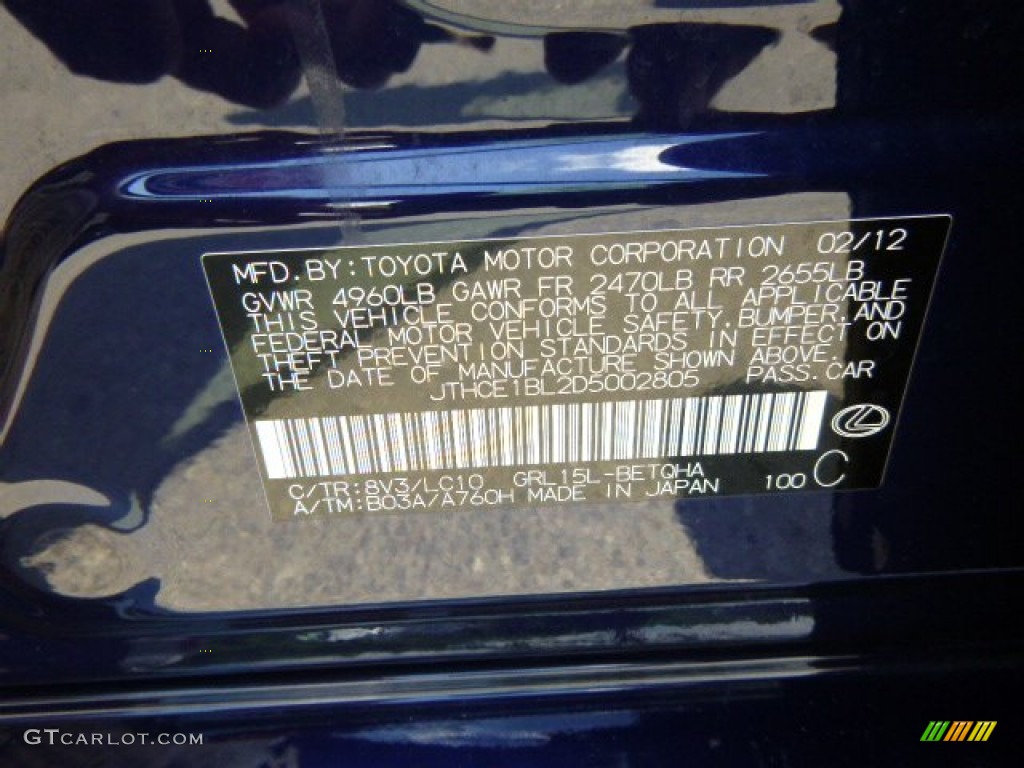 MFD.BY:TOYOTA MOTOR CORPORATION 02/12
GVWR 4960LB GAWR FR 2470LB RR 2655LB
THIS VEHICLE CONFORMS TO ALL APPLICABLE
FEDERAL MOTOR VEHICLE SAFETY,BUMPER,AND
THEFT PREVENTION STANDARDS IN EFFECT ON
THE DATE OF MANUFACTURE SHOWN ABOVE.
JTHCE1BL2D5002805 PASS.CAR
C/TR:8V3/LC10 GRL15L-BETQHA
A/TM:B03A/A760H MADE IN JAPAN 100 C
GTCARLOT.COM